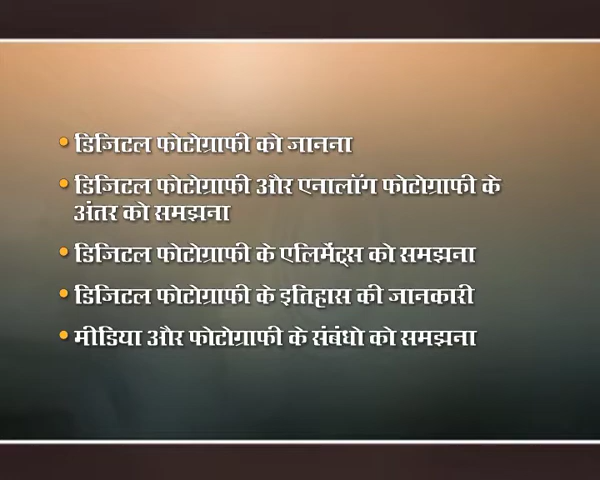 • डिजिटल फोटोग्राफी को जानना
• डिजिटल फोटोग्राफी और एनालॉग फोटोग्राफी के
अंतर को समझना
• डिजिटल फोटोग्राफी के एलिमेंट्स को समझना
• डिजिटल फोटोग्राफी के इतिहास की जानकारी
• मीडिया और फोटोग्राफी के संबंधो को समझना